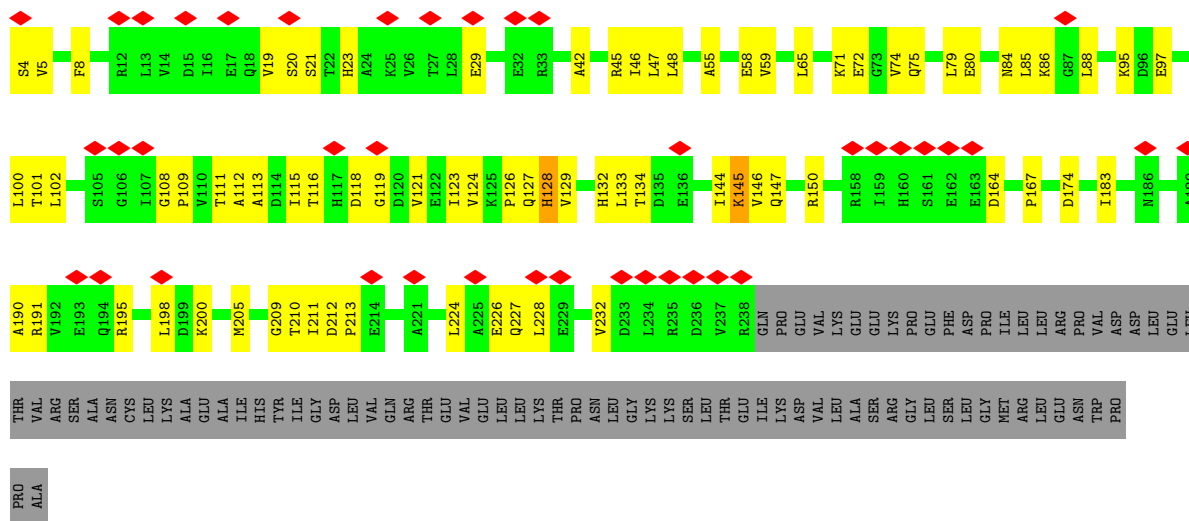 S4 V5 F8 R12 L13 V14 D15 I16 E17 Q18 V19 S20 S21 T22 H23 A24 K25 V26 T27 L28 E29 E32 R33 A42 R45 I46 L47 L48 A55 E58 V59 L65 K71 E72 G73 V74 Q75 L79 E80 N84 L85 K86 G87 L88 K95 D96 E97
L100 T101 L102 S105 G106 I107 G108 P109 V110 T111 A112 A113 D114 I115 T116 H117 D118 G119 D120 V121 E122 I123 V124 K125 P126 Q127 H128 V129 H132 L133 T134 D135 E136 I144 K145 V146 Q147 R150 R158 I159 H160 S161 E162 E163 D164 P167 D174 I183 N186
A190 R191 V192 E193 Q194 R195 L198 D199 K200 M205 G209 T210 I211 D212 P213 E214 A221 L224 A225 E226 Q227 L228 E229 V232 D233 L234 R235 D236 V237 R238 GLN PRO GLU VAL LYS GLU GLU LYS PRO GLU PHE ASP PRO ILE LEU LEU ARG PRO VAL ASP ASP LEU GLU
THR VAL ARG SER ALA ASN CYS LEU LYS ALA GLU ALA ILE HIS TYR ILE GLY ASP LEU VAL GLN ARG THR GLU VAL GLU LEU LEU LYS THR PRO ASN LEU GLY LYS LYS SER LEU THR GLU ILE LYS ASP VAL LEU ALA SER ARG GLY LEU SER LEU GLY MET ARG LEU GLU ASN TRP PRO
PRO ALA